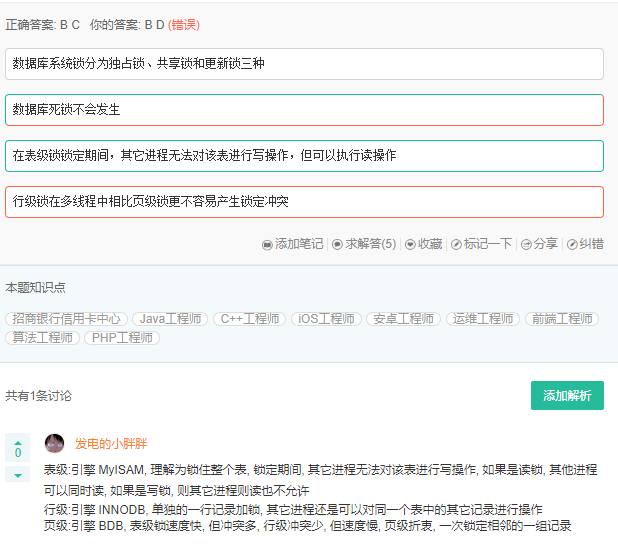 正确答案: B C 你的答案: B D (错误)
数据库系统锁分为独占锁、共享锁和更新锁三种
数据库死锁不会发生
在表级锁锁定期间，其它进程无法对该表进行写操作，但可以执行读操作
行级锁在多线程中相比页级锁更不容易产生锁定冲突
添加笔记 求解答(5) 收藏 标记一下 分享 纠错
本题知识点
招商银行信用卡中心 Java工程师 C++工程师 iOS工程师 安卓工程师 运维工程师 前端工程师
算法工程师 PHP工程师
共有1条讨论 添加解析
0 发电的小胖胖
表级:引擎 MyISAM, 理解为锁住整个表, 锁定期间, 其它进程无法对该表进行写操作, 如果是读锁, 其他进程
可以同时读, 如果是写锁, 则其它进程则读也不允许
行级:引擎 INNODB, 单独的一行记录加锁, 其它进程还是可以对同一个表中的其它记录进行操作
页级:引擎 BDB, 表级锁速度快, 但冲突多, 行级冲突少, 但速度慢, 页级折衷, 一次锁定相邻的一组记录